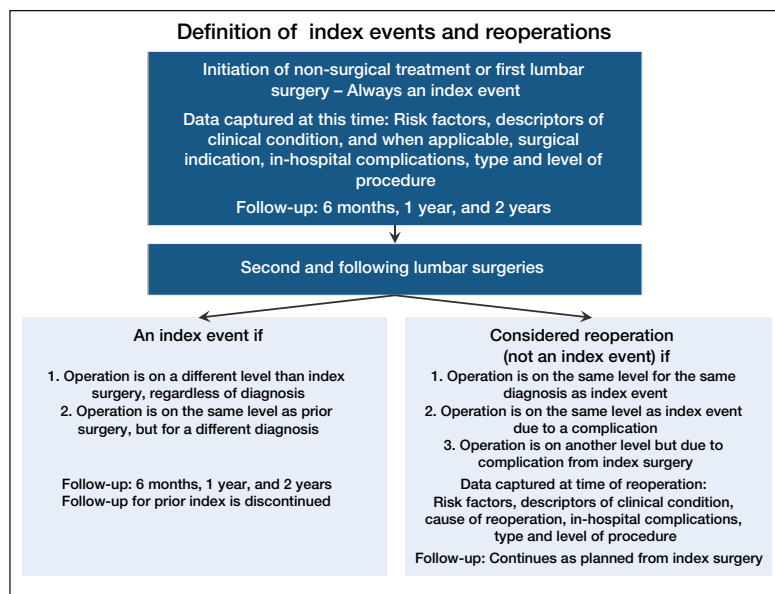 Definition of index events and reoperations
Initiation of non-surgical treatment or first lumbar
surgery – Always an index event
Data captured at this time: Risk factors, descriptors of
clinical condition, and when applicable, surgical
indication, in-hospital complications, type and level of
procedure
Follow-up: 6 months, 1 year, and 2 years
Second and following lumbar surgeries
An index event if
1. Operation is on a different level than index
surgery, regardless of diagnosis
2. Operation is on the same level as prior
surgery, but for a different diagnosis
Follow-up: 6 months, 1 year, and 2 years
Follow-up for prior index is discontinued
Considered reoperation
(not an index event) if
1. Operation is on the same level for the same
diagnosis as index event
2. Operation is on the same level as index event
due to a complication
3. Operation is on another level but due to
complication from index surgery
Data captured at time of reoperation:
Risk factors, descriptors of clinical condition,
cause of reoperation, in-hospital complications,
type and level of procedure
Follow-up: Continues as planned from index surgery